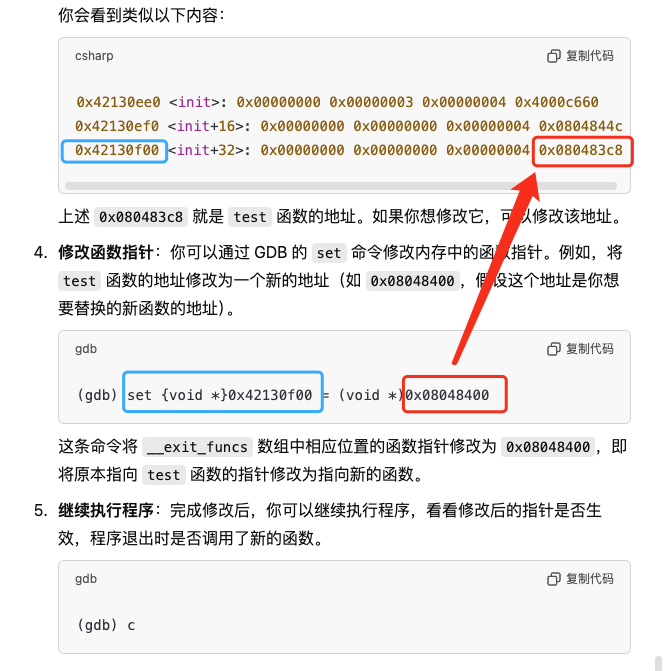 你会看到类似以下内容：
csharp
复制代码
0x42130ee0 <init>: 0x00000000 0x00000003 0x00000004 0x4000c660
0x42130ef0 <init+16>: 0x00000000 0x00000000 0x00000004 0x0804844c
0x42130f00 <init+32>: 0x00000000 0x00000000 0x00000004 0x080483c8
上述 0x080483c8 就是 test 函数的地址。如果你想修改它，可以修改该地址。
4. 修改函数指针：你可以通过 GDB 的 set 命令修改内存中的函数指针。例如，将
test 函数的地址修改为一个新的地址（如 0x08048400，假设这个地址是你想
要替换的新函数的地址）。
gdb
复制代码
(gdb) set {void *}0x42130f00 = (void *)0x08048400
这条命令将 __exit_funcs 数组中相应位置的函数指针修改为 0x08048400，即
将原本指向 test 函数的指针修改为指向新的函数。
5. 继续执行程序：完成修改后，你可以继续执行程序，看看修改后的指针是否生
效，程序退出时是否调用了新的函数。
gdb
复制代码
(gdb) c